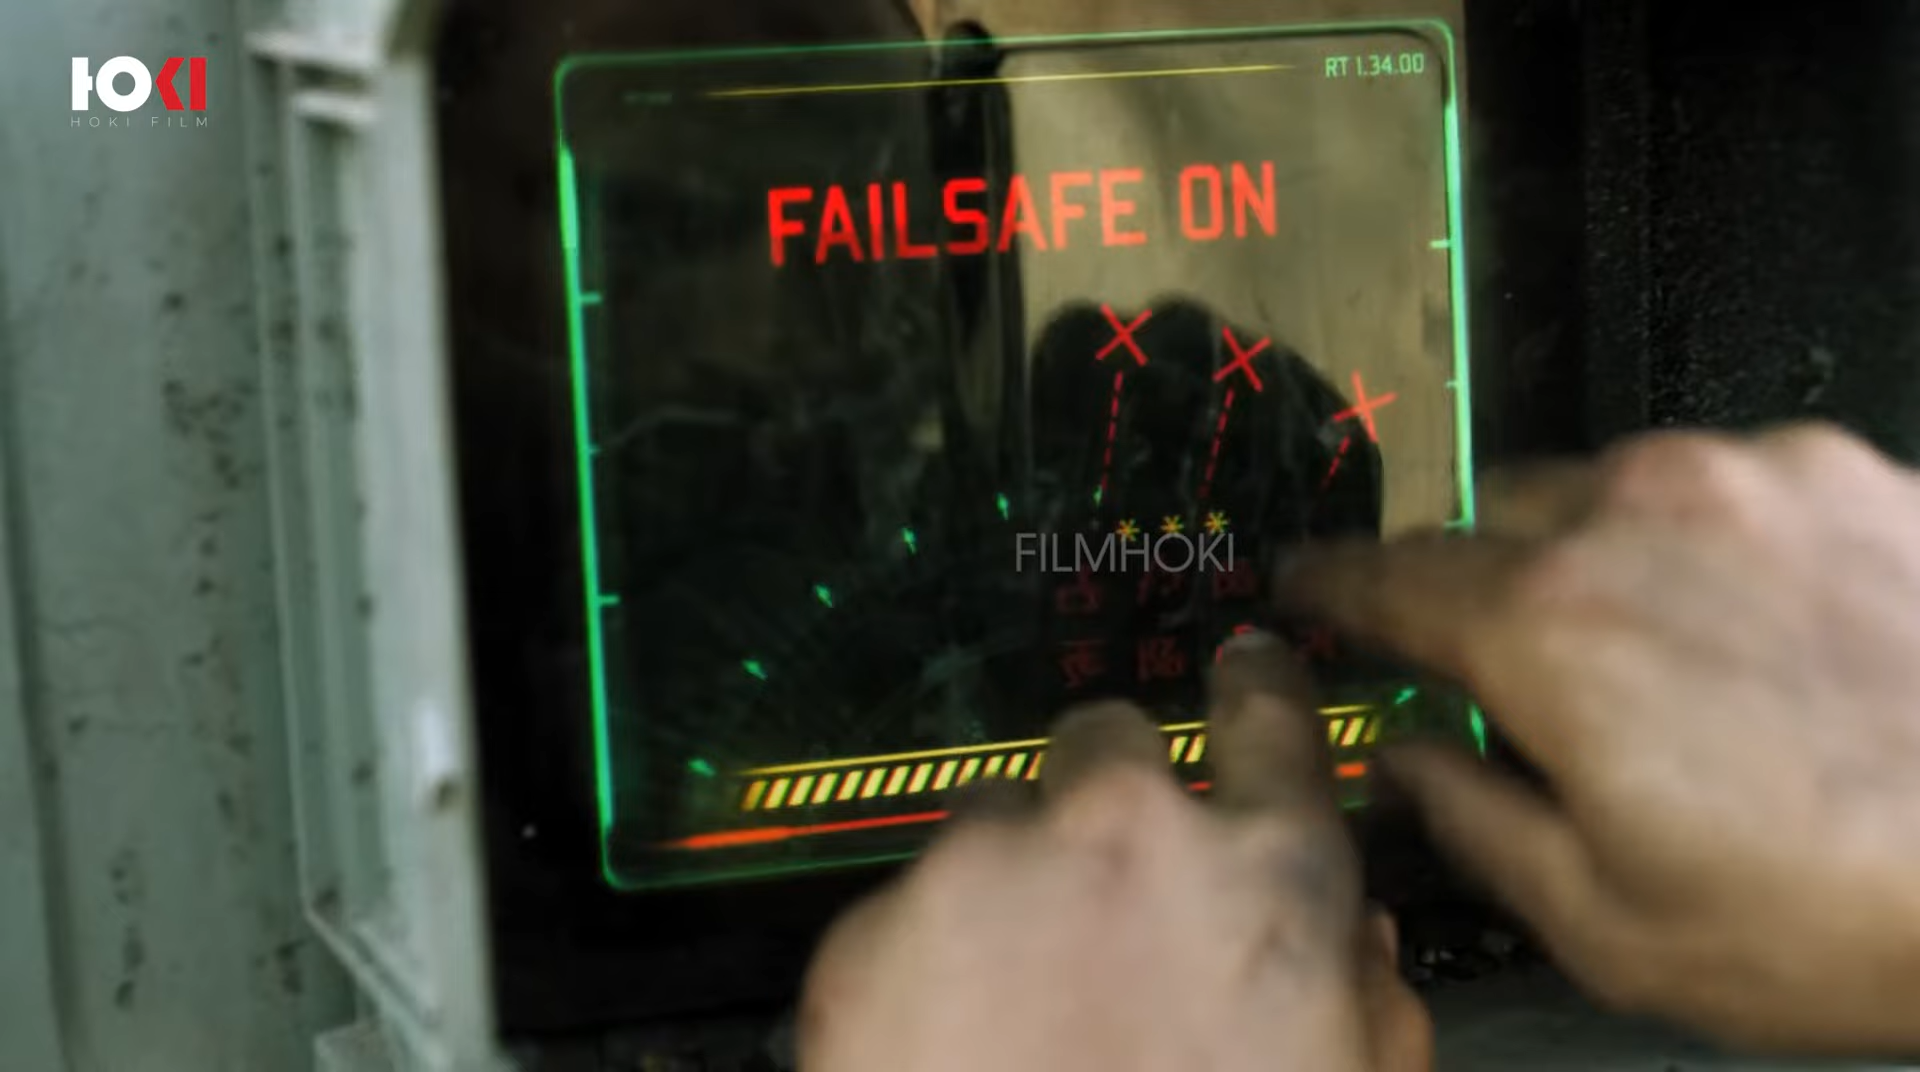 HOKI
HOKI FILM
RT 1.34.00
FAILSAFE ON
***
FILMHOKI